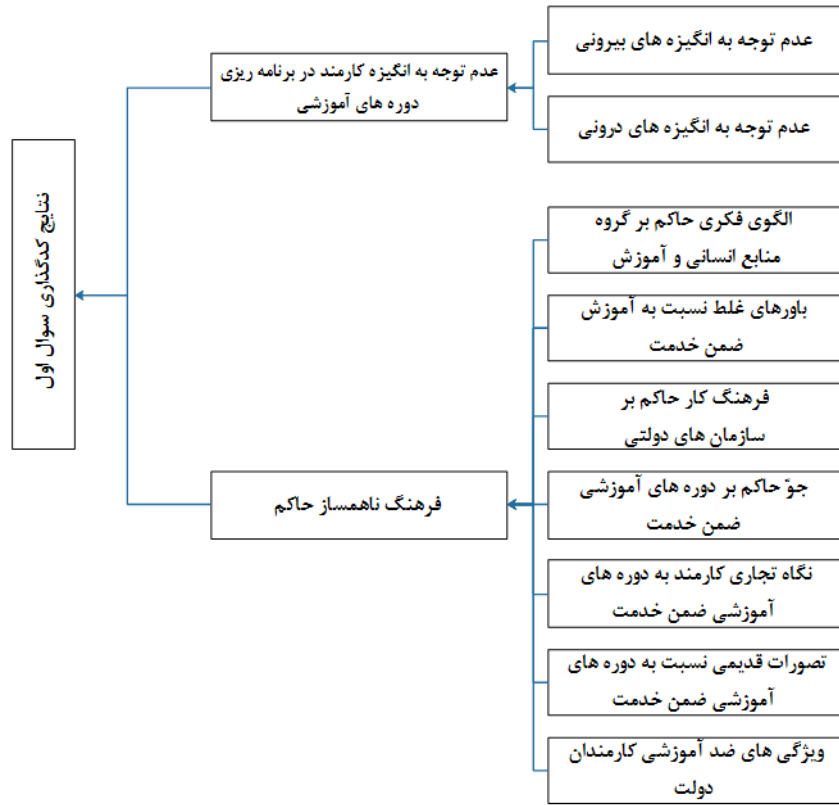 عدم توجه به انگیزه های بیرونی
عدم توجه به انگیزه های درونی
عدم توجه به انگیزه کارمند در برنامه ریزی
دوره های آموزشی
الگوی فکری حاکم بر گروه
منابع انسانی و آموزش
باورهای غلط نسبت به آموزش
ضمن خدمت
فرهنگ کار حاکم بر
سازمان های دولتی
جوّ حاکم بر دوره های آموزشی
ضمن خدمت
نگاه تجاری کارمند به دوره های
آموزشی ضمن خدمت
تصورات قدیمی نسبت به دوره های
آموزشی ضمن خدمت
ویژگی های ضد آموزشی کارمندان
دولت
فرهنگ ناهمساز حاکم
نتایج کدگذاری سوال اول